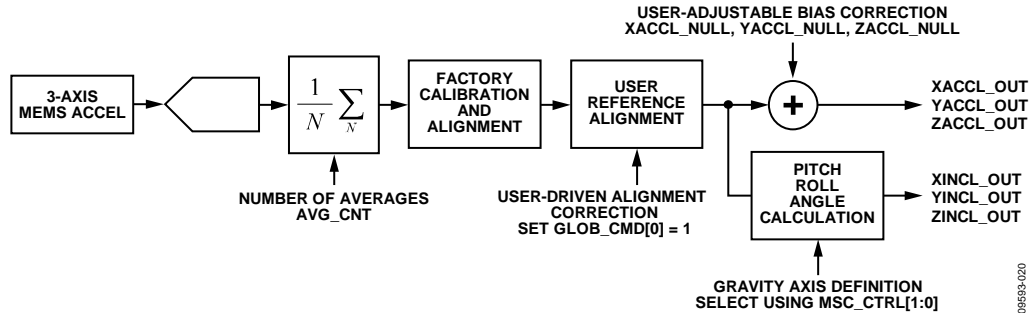 USER-ADJUSTABLE BIAS CORRECTION
XACCL_NULL, YACCL_NULL, ZACCL_NULL
3-AXIS
MEMS ACCEL
1
N
∑
N
FACTORY
CALIBRATION
AND
ALIGNMENT
USER
REFERENCE
ALIGNMENT
+
XACCL_OUT
YACCL_OUT
ZACCL_OUT
NUMBER OF AVERAGES
AVG_CNT
USER-DRIVEN ALIGNMENT
CORRECTION
SET GLOB_CMD[0] = 1
PITCH
ROLL
ANGLE
CALCULATION
XINCL_OUT
YINCL_OUT
ZINCL_OUT
GRAVITY AXIS DEFINITION
SELECT USING MSC_CTRL[1:0]
09593-020